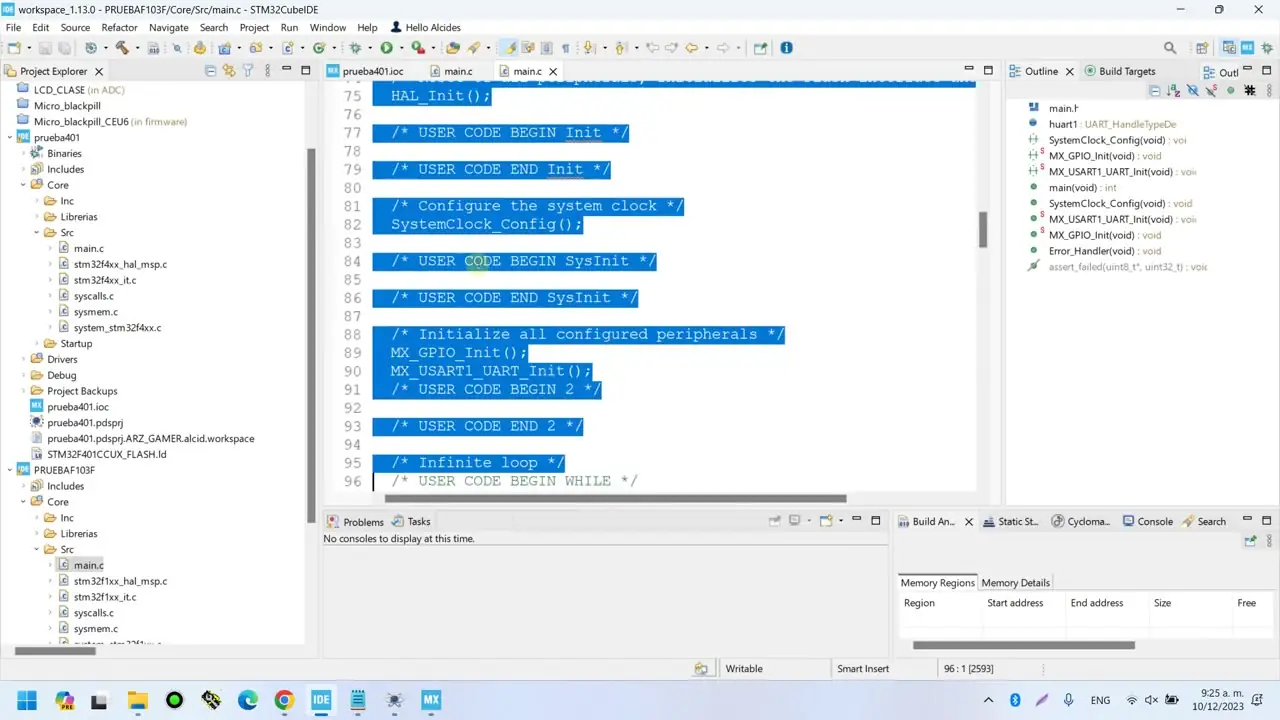 workspace_1.13.0 - PRUEBAF103F/Core/Src/main.c - STM32CubeIDE
File Edit Source Refactor Navigate Search Project Run Window Help Hello Alcides
Project Explorer
LCD_CLASE (in ADC)
Micro_blackpill
Micro_blackpill_CEU6 (in firmware)
prueba401
Binaries
Includes
Core
Inc
Librerias
Src
main.c
stm32f4xx_hal_msp.c
stm32f4xx_it.c
syscalls.c
sysmem.c
system_stm32f4xx.c
Startup
Drivers
Debug
Project Backups
prueba401.ioc
prueba401.pdsprj
prueba401.pdsprj.ARZ_GAMER.alcid.workspace
STM32F401CCUX_FLASH.ld
PRUEBAF103F
Includes
Core
Inc
Librerias
Src
main.c
stm32f1xx_hal_msp.c
stm32f1xx_it.c
syscalls.c
sysmem.c
prueba401.ioc main.c main.c
75 HAL_Init();
76
77 /* USER CODE BEGIN Init */
78
79 /* USER CODE END Init */
80
81 /* Configure the system clock */
82 SystemClock_Config();
83
84 /* USER CODE BEGIN SysInit */
85
86 /* USER CODE END SysInit */
87
88 /* Initialize all configured peripherals */
89 MX_GPIO_Init();
90 MX_USART1_UART_Init();
91 /* USER CODE BEGIN 2 */
92
93 /* USER CODE END 2 */
94
95 /* Infinite loop */
96 /* USER CODE BEGIN WHILE */
Outline Build Targets Outl
main.h
huart1 : UART_HandleTypeDe
SystemClock_Config(void) : voi
MX_GPIO_Init(void) : void
MX_USART1_UART_Init(void) : voi
main(void) : int
SystemClock_Config(void) : voi
MX_USART1_UART_Init(void) : voi
MX_GPIO_Init(void) : void
Error_Handler(void) : void
assert_failed(uint8_t*, uint32_t) : voi
Problems Tasks
No consoles to display at this time.
Build An... Static St... Cycloma... Console Search
Memory Regions Memory Details
Region Start address End address Size Free
Writable Smart Insert 96 : 1 [2593]
ENG 9:25 a. m.
10/12/2023